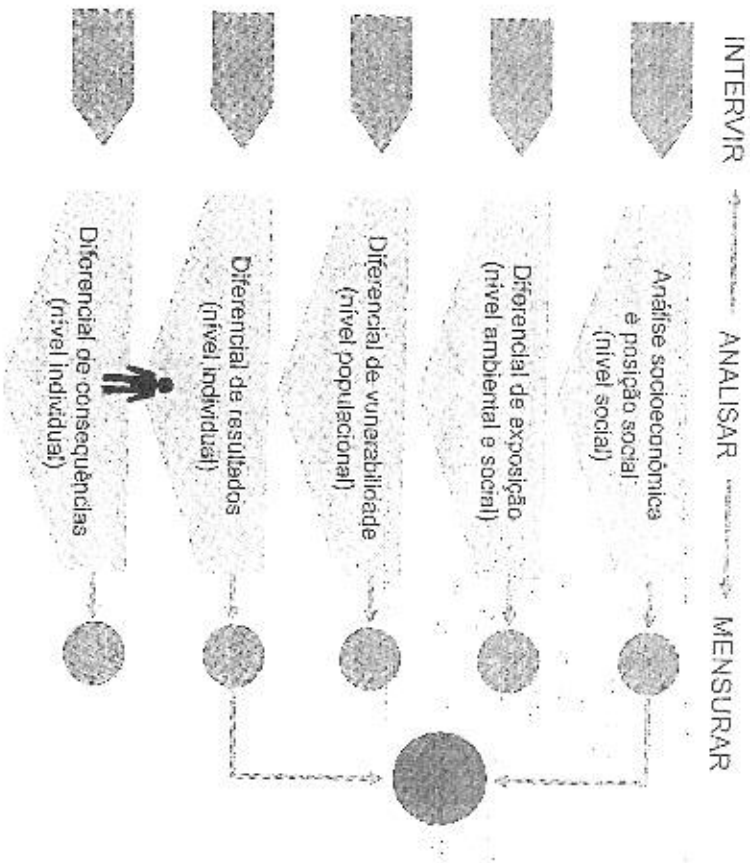 INTERVIR
ANALISAR
MENSURAR
Análise socioeconômica
e posição social
(nível social)
Diferencial de exposição
(nível ambiental e social)
Diferencial de vunerabilidade
(nível populacional)
Diferencial de resultados
(nível individual)
Diferencial de consequências
(nível individual)